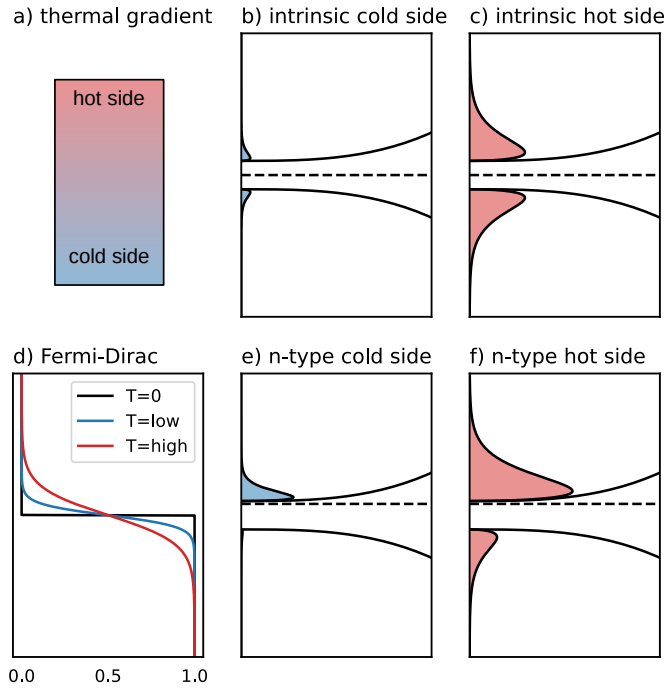 a) thermal gradient
b) intrinsic cold side
c) intrinsic hot side
hot side
cold side
d) Fermi-Dirac
e) n-type cold side
f) n-type hot side
T=0
T=low
T=high
0.0 0.5 1.0